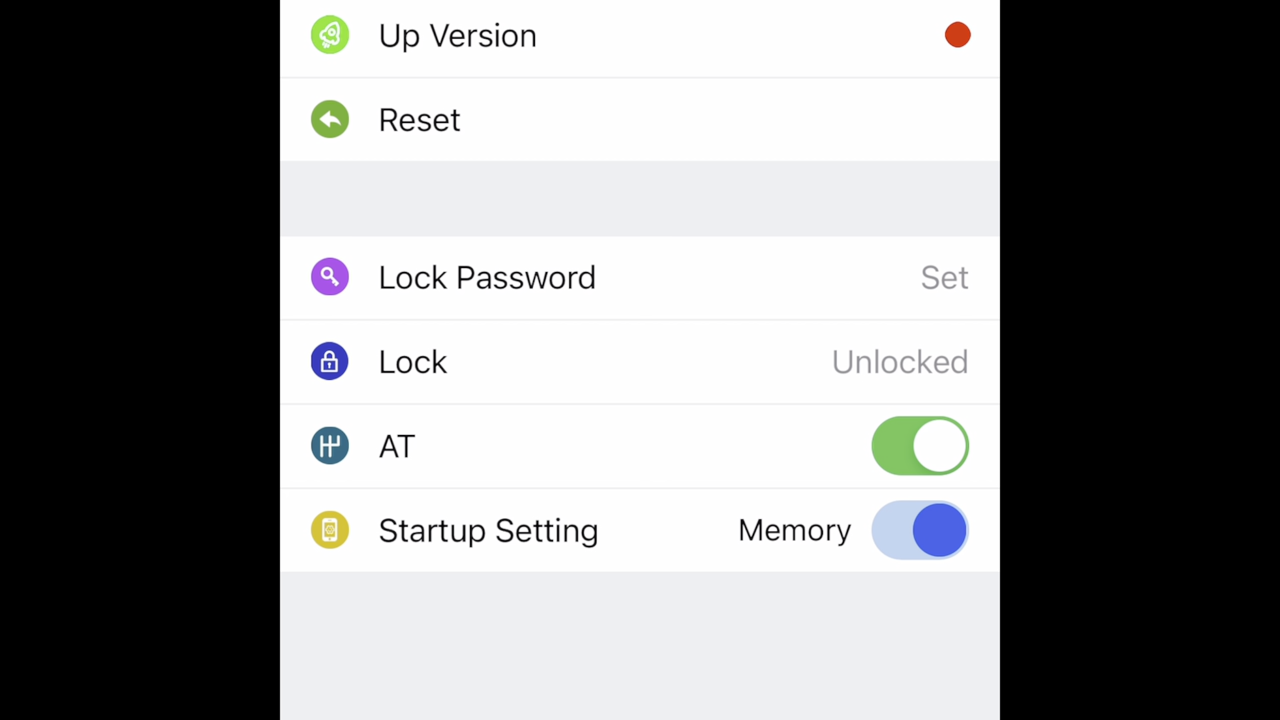 Up Version
Reset
Lock Password Set
Lock Unlocked
AT
Startup Setting Memory